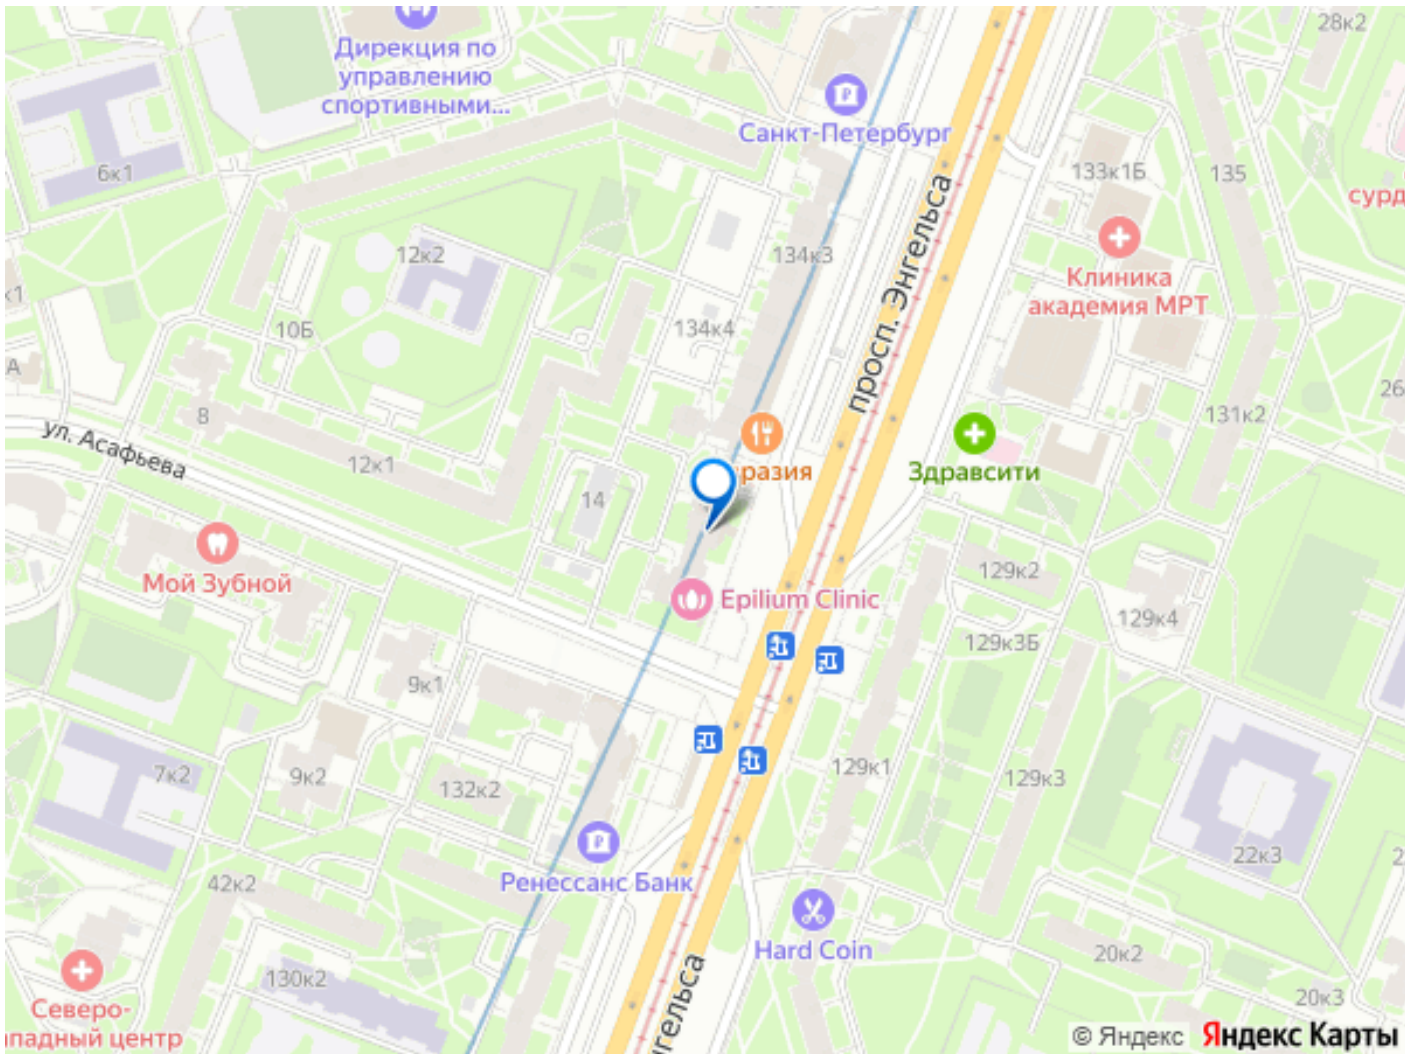 28к2
Дирекция по
управлению
спортивными...
Санкт-Петербург
6к1
133к1Б
135
сурд
12к2
134к3
просп. Энгельса
Клиника
академия МРТ
к1
10Б
134к4
А
26
8
131к2
ул. Асафьева
12к1
разия
Здравсити
14
Мой Зубной
129к2
Epilium Clinic
129к4
129к3Б
9к1
7к2
9к2
132к2
129к1
129к3
22к3
2
Ренессанс Банк
42к2
Hard Coin
20к2
130к2
нгельса
20к3
Северо-
ападный центр
© Яндекс Яндекс Карты